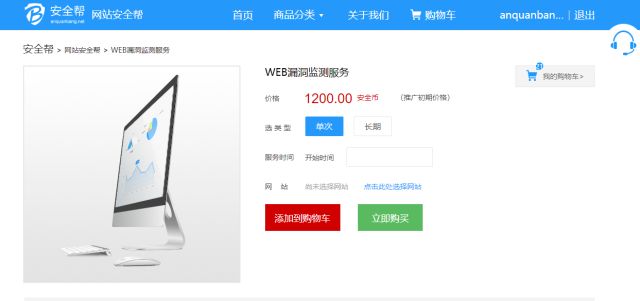 安全帮 网站安全帮 首页 商品分类 关于我们 购物车 anquanban... | 退出
anquanbang.net
安全帮 > 网站安全帮 > WEB漏洞监测服务
WEB漏洞监测服务
我的购物车>
价格 1200.00 安全币 (推广初期价格)
选类型 单次 长期
服务时间 开始时间
网 站 尚未选择网站 点击此处选择网站
添加到购物车 立即购买